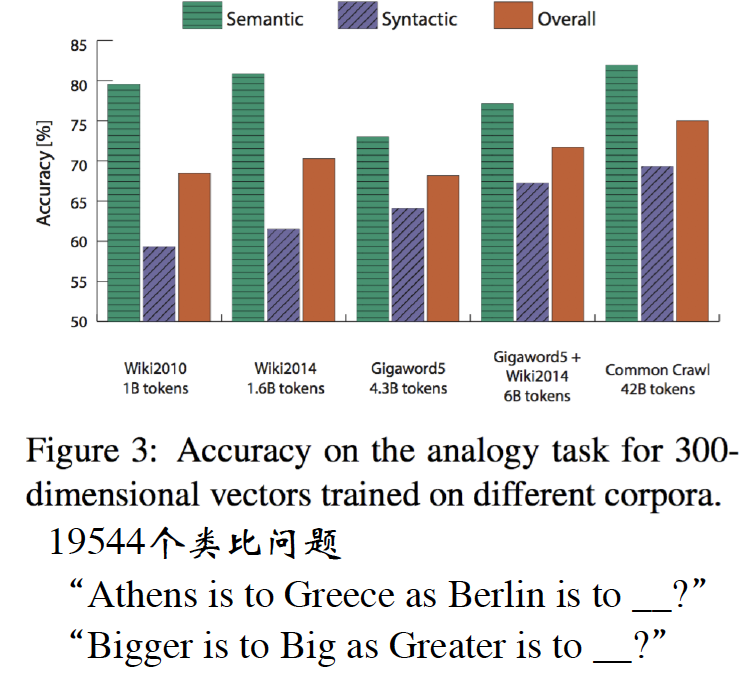 Semantic Syntactic Overall
85
80
75
70
65
60
55
50
Accuracy [%]
Wiki2010
1B tokens
Wiki2014
1.6B tokens
Gigaword5
4.3B tokens
Gigaword5 +
Wiki2014
6B tokens
Common Crawl
42B tokens
Figure 3: Accuracy on the analogy task for 300-
dimensional vectors trained on different corpora.
19544个类比问题
“Athens is to Greece as Berlin is to __?”
“Bigger is to Big as Greater is to __?”